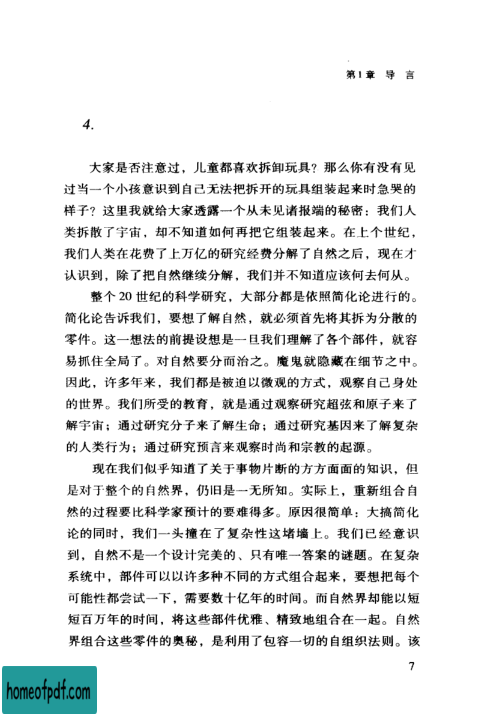 第1章 导 言
4.
大家是否注意过，儿童都喜欢拆卸玩具？那么你有没有见
过当一个小孩意识到自己无法把拆开的玩具组装起来时急哭的
样子？这里我就给大家透露一个从未见诸报端的秘密：我们人
类拆散了宇宙，却不知道如何再把它组装起来。在上个世纪，
我们人类在花费了上万亿的研究经费分解了自然之后，现在才
认识到，除了把自然继续分解，我们并不知道应该何去何从。
整个 20 世纪的科学研究，大部分都是依照简化论进行的。
简化论告诉我们，要想了解自然，就必须首先将其拆为分散的
零件。这一想法的前提设想是一旦我们理解了各个部件，就容
易抓住全局了。对自然要分而治之。魔鬼就隐藏在细节之中。
因此，许多年来，我们都是被迫以微观的方式，观察自己身处
的世界。我们所受的教育，就是通过观察研究超弦和原子来了
解宇宙；通过研究分子来了解生命；通过研究基因来了解复杂
的人类行为；通过研究预言来观察时尚和宗教的起源。
现在我们似乎知道了关于事物片断的方方面面的知识，但
是对于整个的自然界，仍旧是一无所知。实际上，重新组合自
然的过程要比科学家预计的要难得多。原因很简单：大搞简化
论的同时，我们一头撞在了复杂性这堵墙上。我们已经意识
到，自然不是一个设计完美的、只有唯一答案的谜题。在复杂
系统中，部件可以以许多种不同的方式组合起来，要想把每个
可能性都尝试一下，需要数十亿年的时间。而自然界却能以短
短百万年的时间，将这些部件优雅、精致地组合在一起。自然
界组合这些零件的奥秘，是利用了包容一切的自组织法则。该
7
homeofpdf.com